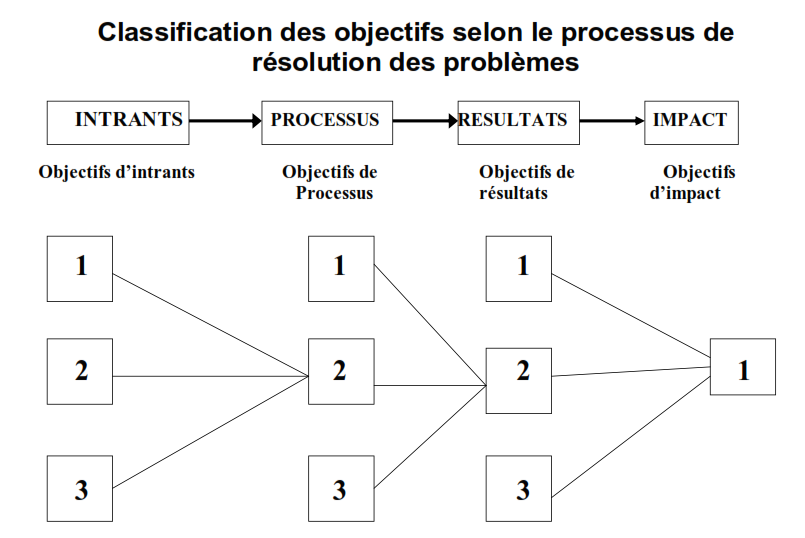 Classification des objectifs selon le processus de
résolution des problèmes
INTRANTS PROCESSUS RESULTATS IMPACT
Objectifs d’intrants Objectifs de Objectifs de Objectifs
Processus résultats d’impact
1 1 1
2 2 2 1
3 3 3